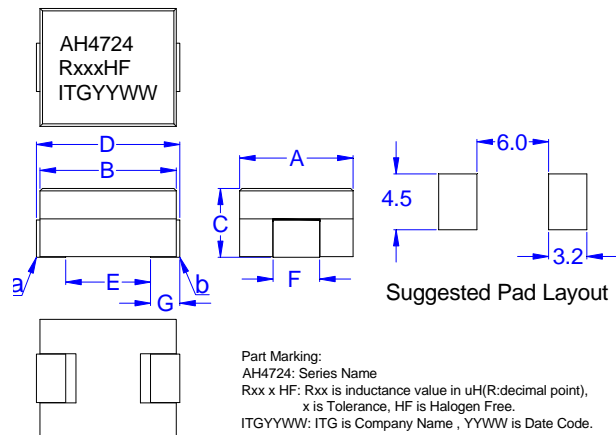 AH4724
RxxxHF
ITGYYWW
D
B
A
C
a
E
b
G
F
6.0
4.5
3.2
Suggested Pad Layout
Part Marking:
AH4724: Series Name
Rxx x HF: Rxx is inductance value in uH(R:decimal point),
x is Tolerance, HF is Halogen Free.
ITGYYWW: ITG is Company Name , YYWW is Date Code.